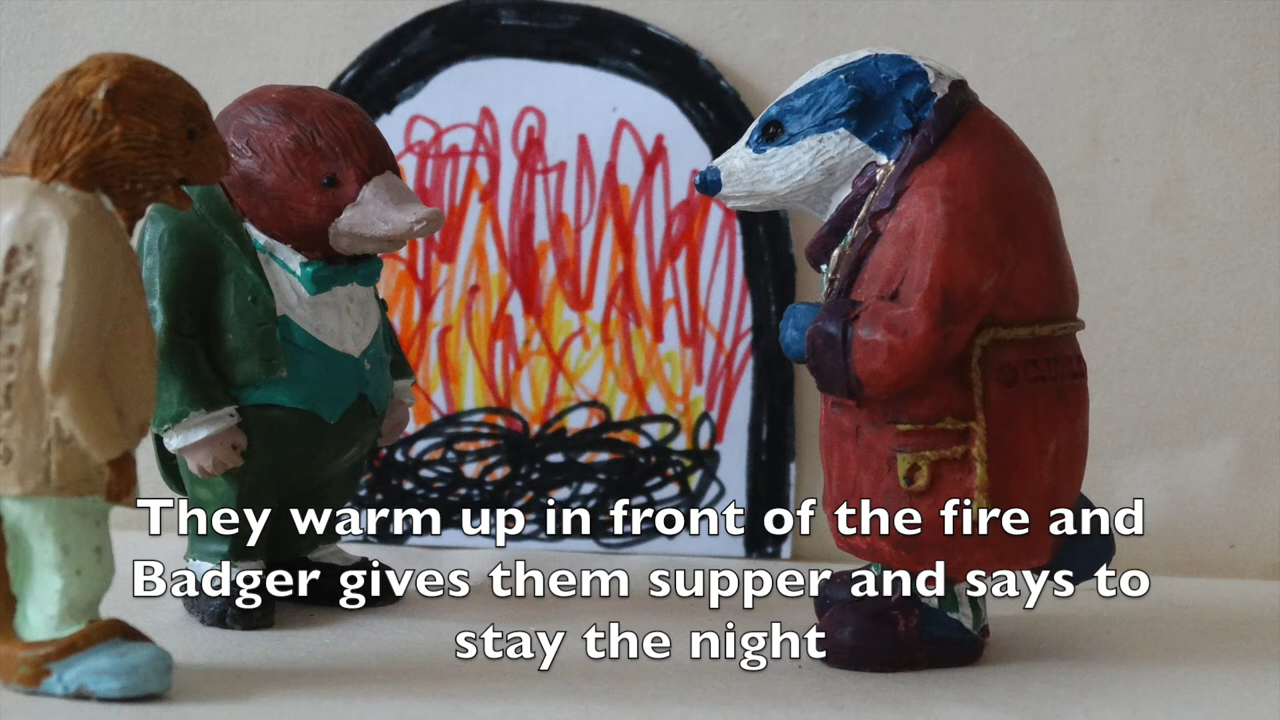 They warm up in front of the fire and
Badger gives them supper and says to
stay the night